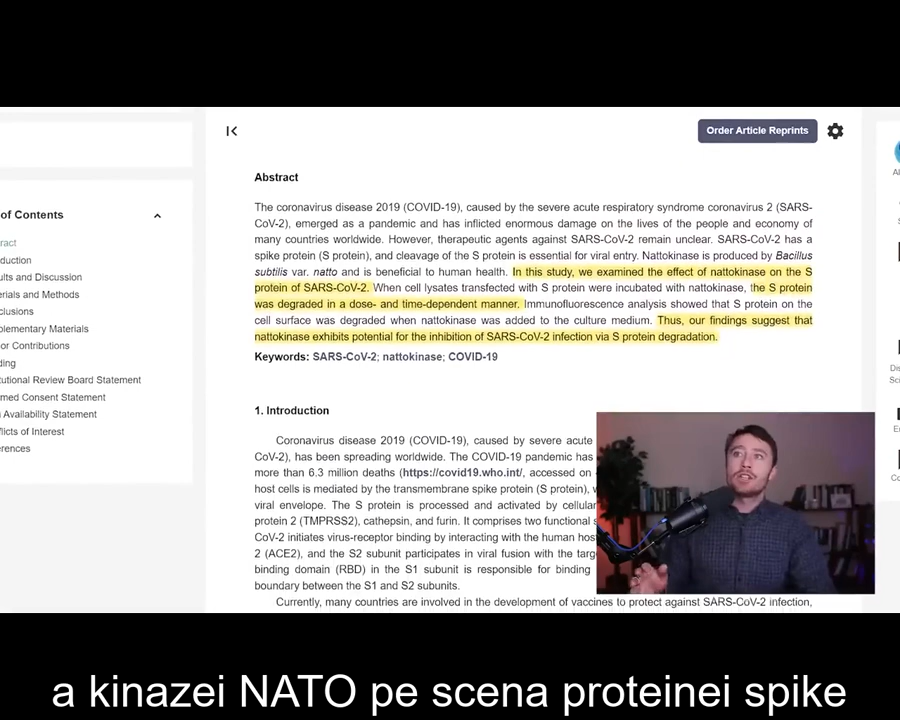 Order Article Reprints
Abstract
The coronavirus disease 2019 (COVID-19), caused by the severe acute respiratory syndrome coronavirus 2 (SARS-
CoV-2), emerged as a pandemic and has inflicted enormous damage on the lives of the people and economy of
many countries worldwide. However, therapeutic agents against SARS-CoV-2 remain unclear. SARS-CoV-2 has a
spike protein (S protein), and cleavage of the S protein is essential for viral entry. Nattokinase is produced by Bacillus
subtilis var. natto and is beneficial to human health. In this study, we examined the effect of nattokinase on the S
protein of SARS-CoV-2. When cell lysates transfected with S protein were incubated with nattokinase, the S protein
was degraded in a dose- and time-dependent manner. Immunofluorescence analysis showed that S protein on the
cell surface was degraded when nattokinase was added to the culture medium. Thus, our findings suggest that
nattokinase exhibits potential for the inhibition of SARS-CoV-2 infection via S protein degradation.
Keywords: SARS-CoV-2; nattokinase; COVID-19
1. Introduction
Coronavirus disease 2019 (COVID-19), caused by severe acute
CoV-2), has been spreading worldwide. The COVID-19 pandemic has
more than 6.3 million deaths (https://covid19.who.int/, accessed on
host cells is mediated by the transmembrane spike protein (S protein),
viral envelope. The S protein is processed and activated by cellular
protein 2 (TMPRSS2), cathepsin, and furin. It comprises two functional s
CoV-2 initiates virus-receptor binding by interacting with the human hos
2 (ACE2), and the S2 subunit participates in viral fusion with the targ
binding domain (RBD) in the S1 subunit is responsible for binding
boundary between the S1 and S2 subunits.
Currently, many countries are involved in the development of vaccines to protect against SARS-CoV-2 infection,
of Contents
ract
duction
ults and Discussion
terials and Methods
clusions
plementary Materials
or Contributions
ding
tutional Review Board Statement
rmed Consent Statement
Availability Statement
flicts of Interest
erences
a kinazei NATO pe scena proteinei spike